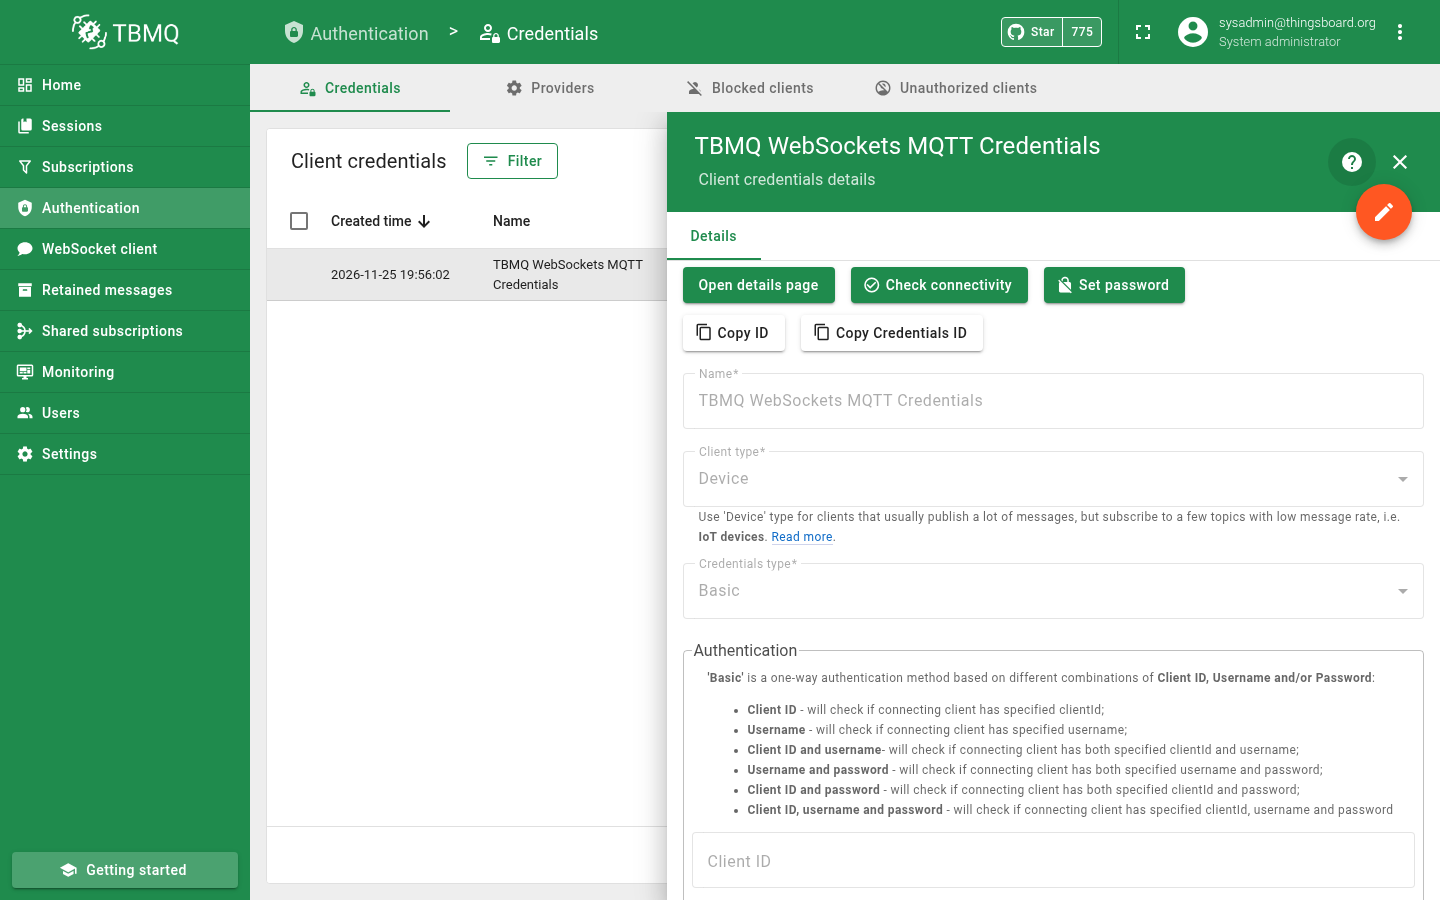 TBMQ
Authentication > Credentials
Star 775
sysadmin@thingsboard.org
System administrator
Home
Sessions
Subscriptions
Authentication
WebSocket client
Retained messages
Shared subscriptions
Monitoring
Users
Settings
Getting started
Credentials
Providers
Blocked clients
Unauthorized clients
Client credentials
Filter
Created time
Name
2026-11-25 19:56:02
TBMQ WebSockets MQTT
Credentials
TBMQ WebSockets MQTT Credentials
Client credentials details
Details
Open details page
Check connectivity
Set password
Copy ID
Copy Credentials ID
Name*
TBMQ WebSockets MQTT Credentials
Client type*
Device
Use 'Device' type for clients that usually publish a lot of messages, but subscribe to a few topics with low message rate, i.e.
IoT devices. Read more.
Credentials type*
Basic
Authentication
'Basic' is a one-way authentication method based on different combinations of Client ID, Username and/or Password:
• Client ID - will check if connecting client has specified clientId;
• Username - will check if connecting client has specified username;
• Client ID and username- will check if connecting client has both specified clientId and username;
• Username and password - will check if connecting client has both specified username and password;
• Client ID and password - will check if connecting client has both specified clientId and password;
• Client ID, username and password - will check if connecting client has specified clientId, username and password
Client ID